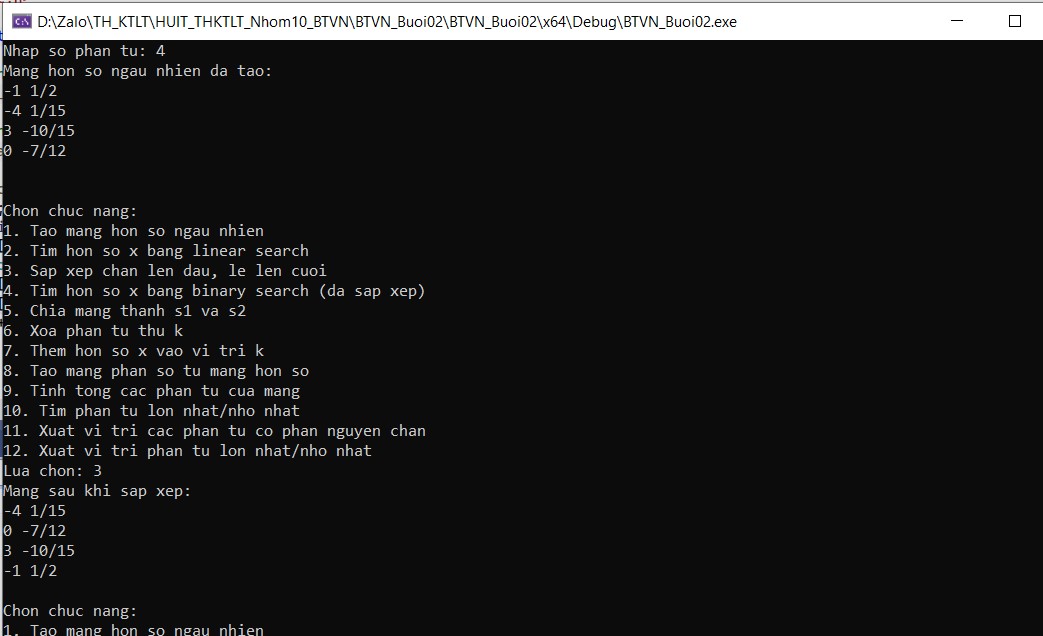 D:\Zalo\TH_KTLT\HUIT_THKTLT_Nhom10_BTVN\BTVN_Buoi02\BTVN_Buoi02\x64\Debug\BTVN_Buoi02.exe
Nhap so phan tu: 4
Mang hon so ngau nhien da tao:
-1 1/2
-4 1/15
3 -10/15
0 -7/12
Chon chuc nang:
1. Tao mang hon so ngau nhien
2. Tim hon so x bang linear search
3. Sap xep chan len dau, le len cuoi
4. Tim hon so x bang binary search (da sap xep)
5. Chia mang thanh s1 va s2
6. Xoa phan tu thu k
7. Them hon so x vao vi tri k
8. Tao mang phan so tu mang hon so
9. Tinh tong cac phan tu cua mang
10. Tim phan tu lon nhat/nho nhat
11. Xuat vi tri cac phan tu co phan nguyen chan
12. Xuat vi tri phan tu lon nhat/nho nhat
Lua chon: 3
Mang sau khi sap xep:
-4 1/15
0 -7/12
3 -10/15
-1 1/2
Chon chuc nang:
1. Tao mang hon so ngau nhien